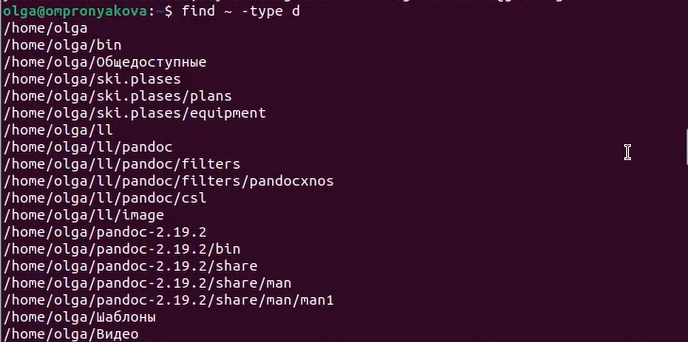 olga@ompronyakova:~$ find ~ -type d
/home/olga
/home/olga/bin
/home/olga/Общедоступные
/home/olga/ski.plases
/home/olga/ski.plases/plans
/home/olga/ski.plases/equipment
/home/olga/ll
/home/olga/ll/pandoc
/home/olga/ll/pandoc/filters
/home/olga/ll/pandoc/filters/pandocxnos
/home/olga/ll/pandoc/csl
/home/olga/ll/image
/home/olga/pandoc-2.19.2
/home/olga/pandoc-2.19.2/bin
/home/olga/pandoc-2.19.2/share
/home/olga/pandoc-2.19.2/share/man
/home/olga/pandoc-2.19.2/share/man/man1
/home/olga/Шаблоны
/home/olga/Видео